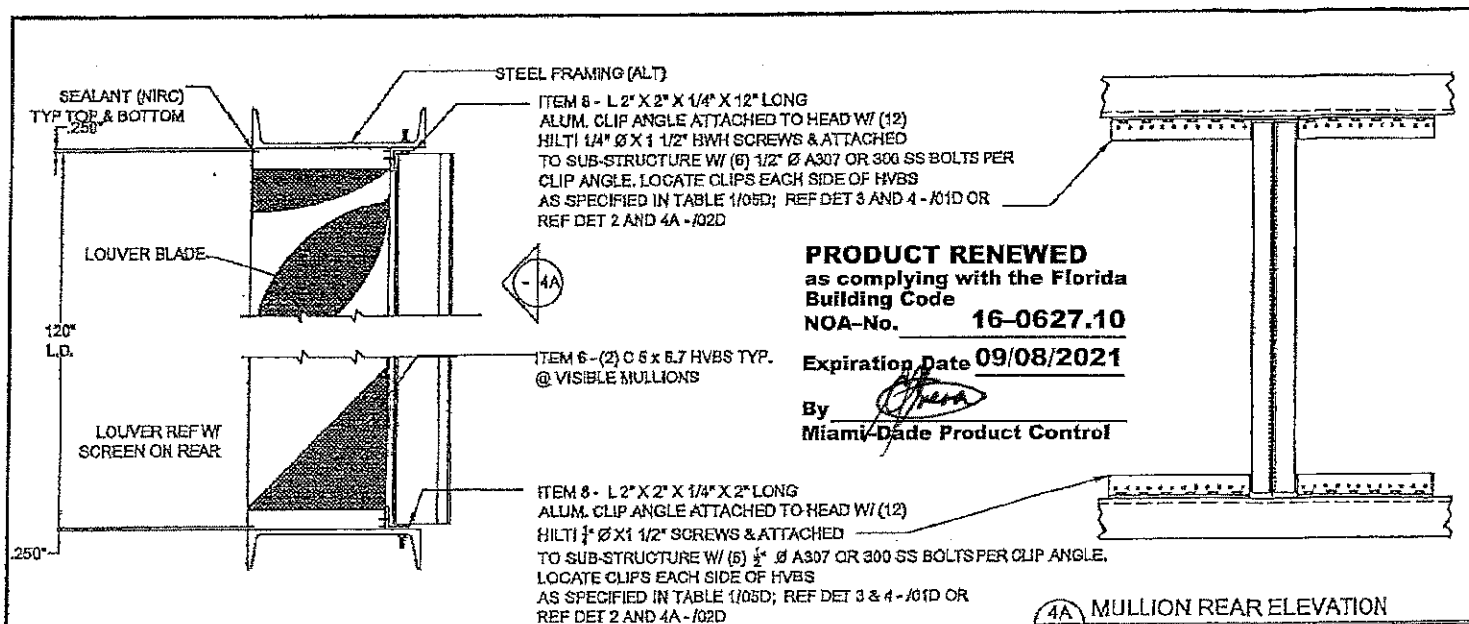 STEEL FRAMING (ALT)
SEALANT (NIRC)
TYP TOP & BOTTOM
.250"
ITEM 8 - L 2" X 2" X 1/4" X 12" LONG
ALUM. CLIP ANGLE ATTACHED TO HEAD W/ (12)
HILTI 1/4" Ø X 1 1/2" HWH SCREWS & ATTACHED
TO SUB-STRUCTURE W/ (6) 1/2" Ø A307 OR 300 SS BOLTS PER
CLIP ANGLE. LOCATE CLIPS EACH SIDE OF HVBS
AS SPECIFIED IN TABLE 1/05D; REF DET 3 AND 4 - /01D OR
REF DET 2 AND 4A - /02D
LOUVER BLADE
- 4A
120"
L.D.
PRODUCT RENEWED
as complying with the Florida
Building Code
NOA-No. 16-0627.10
Expiration Date 09/08/2021
By
Miami-Dade Product Control
ITEM 6 - (2) C 5 x 6.7 HVBS TYP.
@ VISIBLE MULLIONS
LOUVER REF W/
SCREEN ON REAR
ITEM 8 - L 2" X 2" X 1/4" X 2" LONG
ALUM. CLIP ANGLE ATTACHED TO HEAD W/ (12)
HILTI 1/4" Ø X1 1/2" SCREWS & ATTACHED
TO SUB-STRUCTURE W/ (6) 1/2" Ø A307 OR 300 SS BOLTS PER CLIP ANGLE.
LOCATE CLIPS EACH SIDE OF HVBS
AS SPECIFIED IN TABLE 1/05D; REF DET 3 & 4 - /01D OR
REF DET 2 AND 4A - /02D
.250"
4A MULLION REAR ELEVATION